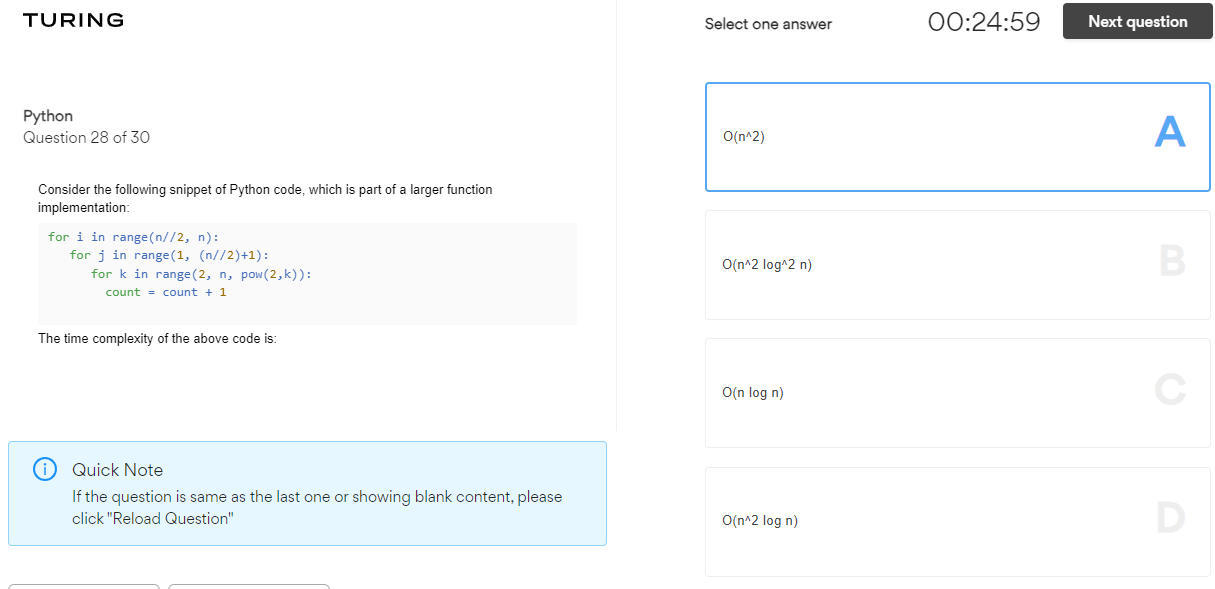 TURING
Select one answer
00:24:59
Next question
Python
Question 28 of 30
Consider the following snippet of Python code, which is part of a larger function
implementation:
for i in range(n//2, n):
for j in range(1, (n//2)+1):
for k in range(2, n, pow(2,k)):
count = count + 1
The time complexity of the above code is:
O(n^2)
A
O(n^2 log^2 n)
B
O(n log n)
C
O(n^2 log n)
D
Quick Note
If the question is same as the last one or showing blank content, please
click "Reload Question"